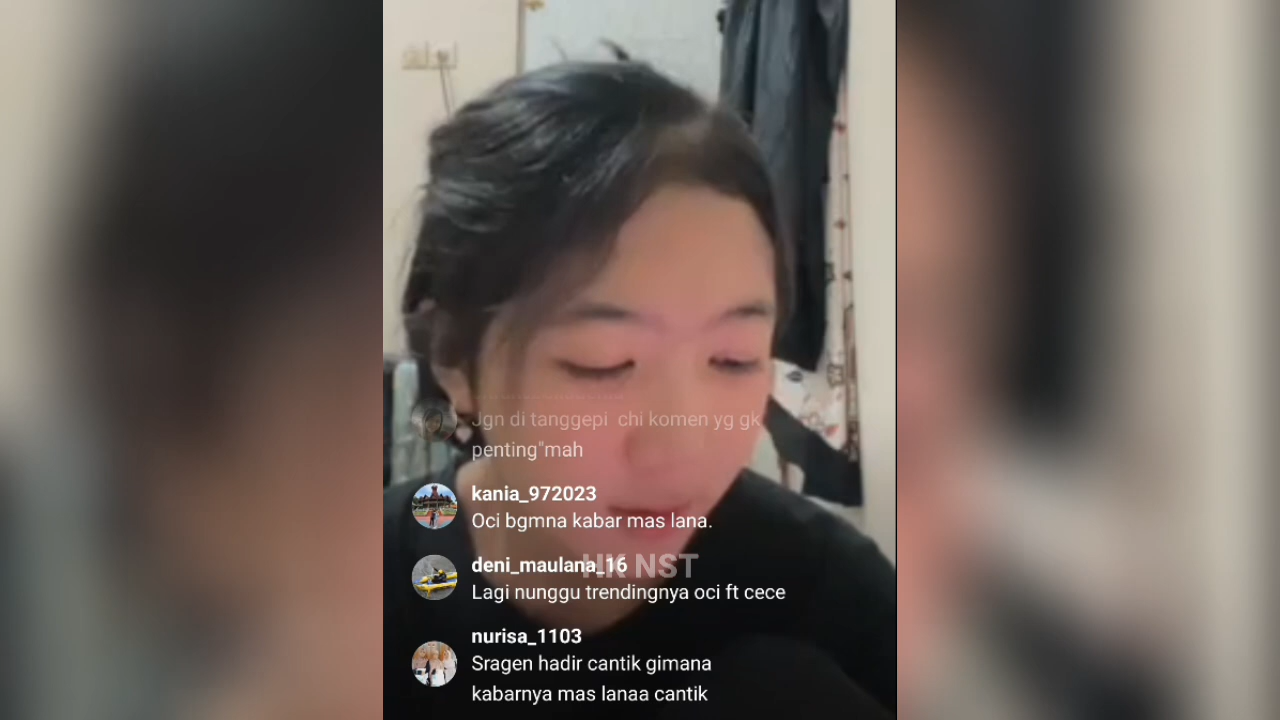 Jgn di tanggepi  chi komen yg gk
penting"mah
kania_972023
Oci bgmna kabar mas lana.
HK NST
deni_maulana_16
Lagi nunggu trendingnya oci ft cece
nurisa_1103
Sragen hadir cantik gimana
kabarnya mas lanaa cantik